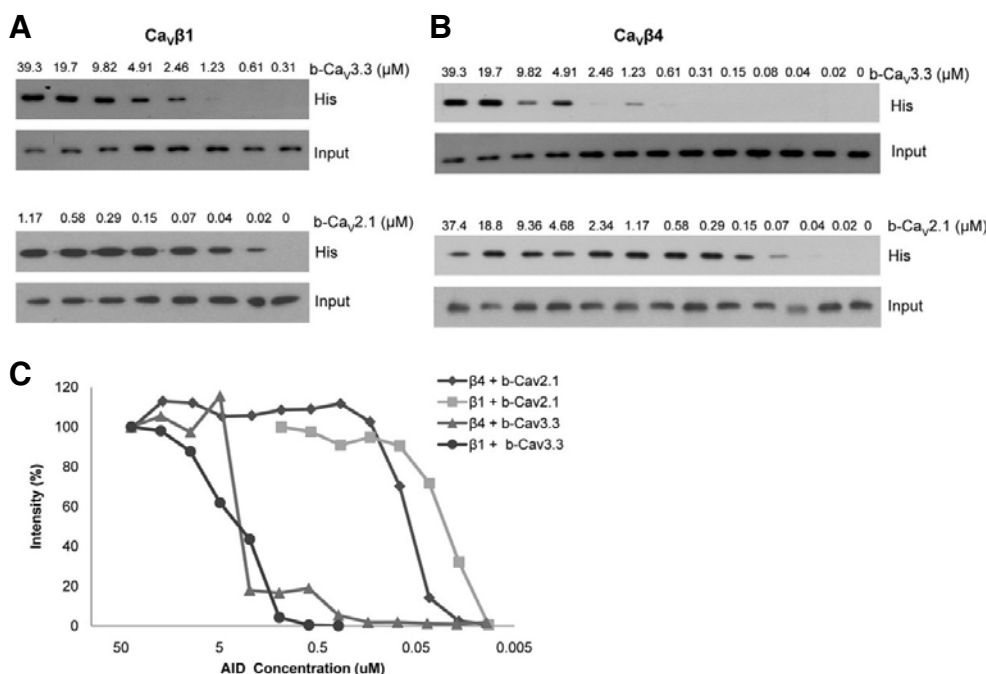 A
Caᵥβ1
39.3 19.7 9.82 4.91 2.46 1.23 0.61 0.31 b-Caᵥ3.3 (µM)
His
Input
1.17 0.58 0.29 0.15 0.07 0.04 0.02 0 b-Caᵥ2.1 (µM)
His
Input
B
Caᵥβ4
39.3 19.7 9.82 4.91 2.46 1.23 0.61 0.31 0.15 0.08 0.04 0.02 0 b-Caᵥ3.3 (µM)
His
Input
37.4 18.8 9.36 4.68 2.34 1.17 0.58 0.29 0.15 0.07 0.04 0.02 0 b-Caᵥ2.1 (µM)
His
Input
C
β4 + b-Cav2.1
β1 + b-Cav2.1
β4 + b-Cav3.3
β1 + b-Cav3.3
120
100
80
60
40
20
0
Intensity (%)
50 5 0.5 0.05 0.005
AID Concentration (uM)